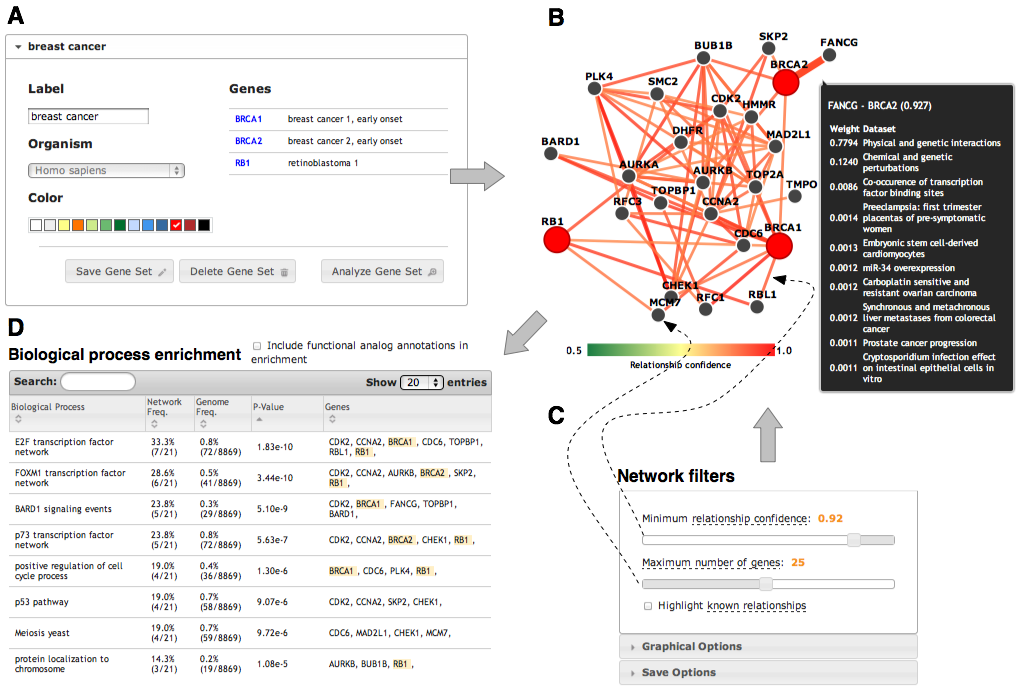 A
breast cancer
Label
breast cancer
Organism
Homo sapiens
Color
Genes
BRCA1 breast cancer 1, early onset
BRCA2 breast cancer 2, early onset
RB1 retinoblastoma 1
Save Gene Set
Delete Gene Set
Analyze Gene Set
B
SKP2
FANCG
BUB1B
BRCA2
PLK4
SMC2
CDK2
HMMR
DHFR
MAD2L1
BARD1
AURKA
AURKB
TOP2A
TMPO
TOPBP1
CCNA2
RFC3
RB1
BRCA1
CDC6
CHEK1
MCM7
RFC1
RBL1
0.5
1.0
Relationship confidence
FANCG - BRCA2 (0.927)
Weight Dataset
0.7794 Physical and genetic interactions
0.1240 Chemical and genetic
perturbations
0.0086 Co-occurence of transcription
factor binding sites
Preeclampsia: first trimester
0.0014 placentas of pre-symptomatic
women
0.0013 Embryonic stem cell-derived
cardiomyocytes
0.0012 miR-34 overexpression
0.0012 Carboplatin sensitive and
resistant ovarian carcinoma
Synchronous and metachronous
0.0012 liver metastases from colorectal
cancer
0.0011 Prostate cancer progression
Cryptosporidium infection effect
0.0011 on intestinal epithelial cells in
vitro
C
Network filters
Minimum relationship confidence: 0.92
Maximum number of genes: 25
Highlight known relationships
Graphical Options
Save Options
D
Biological process enrichment
Include functional analog annotations in
enrichment
Search:
Show 20 entries
Biological Process
Network
Freq.
Genome
Freq.
P-Value
Genes
E2F transcription factor
network
33.3%
(7/21)
0.8%
(72/8869)
1.83e-10
CDK2, CCNA2, BRCA1 , CDC6, TOPBP1,
RBL1, RB1 ,
FOXM1 transcription factor
network
28.6%
(6/21)
0.5%
(41/8869)
3.44e-10
CDK2, CCNA2, AURKB, BRCA2 , SKP2,
RB1 ,
BARD1 signaling events
23.8%
(5/21)
0.3%
(29/8869)
5.10e-9
CDK2, BRCA1 , FANCG, TOPBP1,
BARD1,
p73 transcription factor
network
23.8%
(5/21)
0.8%
(72/8869)
5.63e-7
CDK2, CCNA2, BRCA2 , CHEK1, RB1 ,
positive regulation of cell
cycle process
19.0%
(4/21)
0.4%
(36/8869)
1.30e-6
BRCA1 , CDC6, PLK4, RB1 ,
p53 pathway
19.0%
(4/21)
0.7%
(58/8869)
9.07e-6
CDK2, CCNA2, SKP2, CHEK1,
Meiosis yeast
19.0%
(4/21)
0.7%
(59/8869)
9.72e-6
CDC6, MAD2L1, CHEK1, MCM7,
protein localization to
chromosome
14.3%
(3/21)
0.2%
(19/8869)
1.08e-5
AURKB, BUB1B, RB1 ,